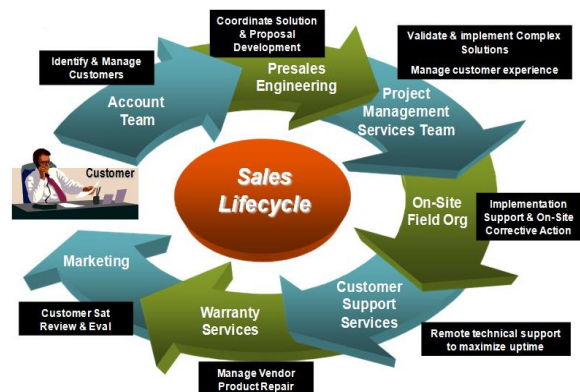 Coordinate Solution
& Proposal
Development
Validate & implement Complex
Solutions
Manage customer experience
Identify & Manage
Customers
Presales
Engineering
Account
Team
Project
Management
Services Team
Customer
Sales
Lifecycle
On-Site
Field Org
Implementation
Support & On-Site
Corrective Action
Marketing
Customer
Support
Services
Warranty
Services
Customer Sat
Review & Eval
Remote technical support
to maximize uptime
Manage Vendor
Product Repair